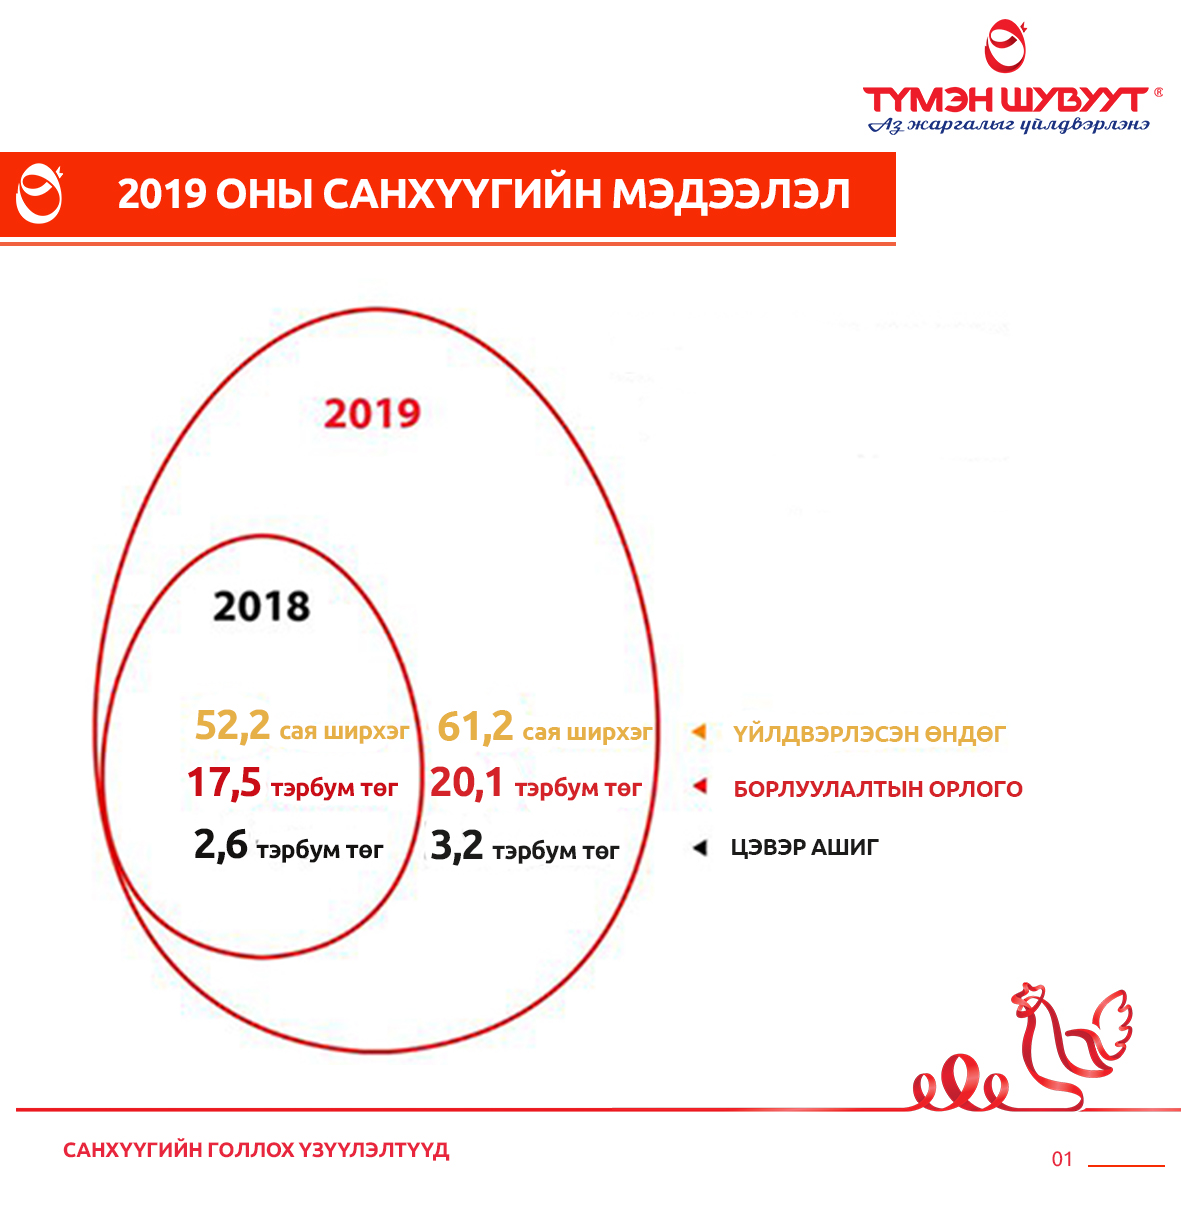 ТҮМЭН ШУВУУТ ®
Аз жаргалыг үйлдвэрлэнэ
2019 ОНЫ САНХҮҮГИЙН МЭДЭЭЛЭЛ
2019
2018
52,2 сая ширхэг 61,2 сая ширхэг ҮЙЛДВЭРЛЭСЭН ӨНДӨГ
17,5 тэрбум төг 20,1 тэрбум төг БОРЛУУЛАЛТЫН ОРЛОГО
2,6 тэрбум төг 3,2 тэрбум төг ЦЭВЭР АШИГ
САНХҮҮГИЙН ГОЛЛОХ ҮЗҮҮЛЭЛТҮҮД
01